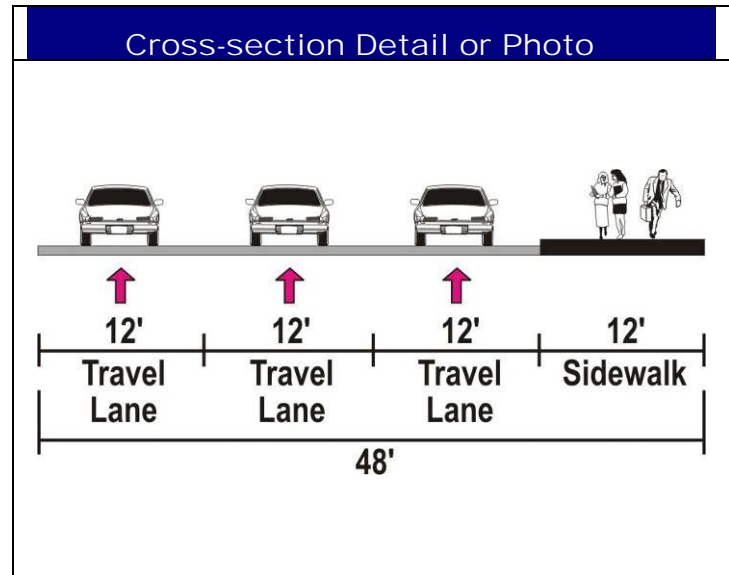 Cross-section Detail or Photo
12' 12' 12' 12'
Travel Travel Travel Sidewalk
Lane Lane Lane
48'